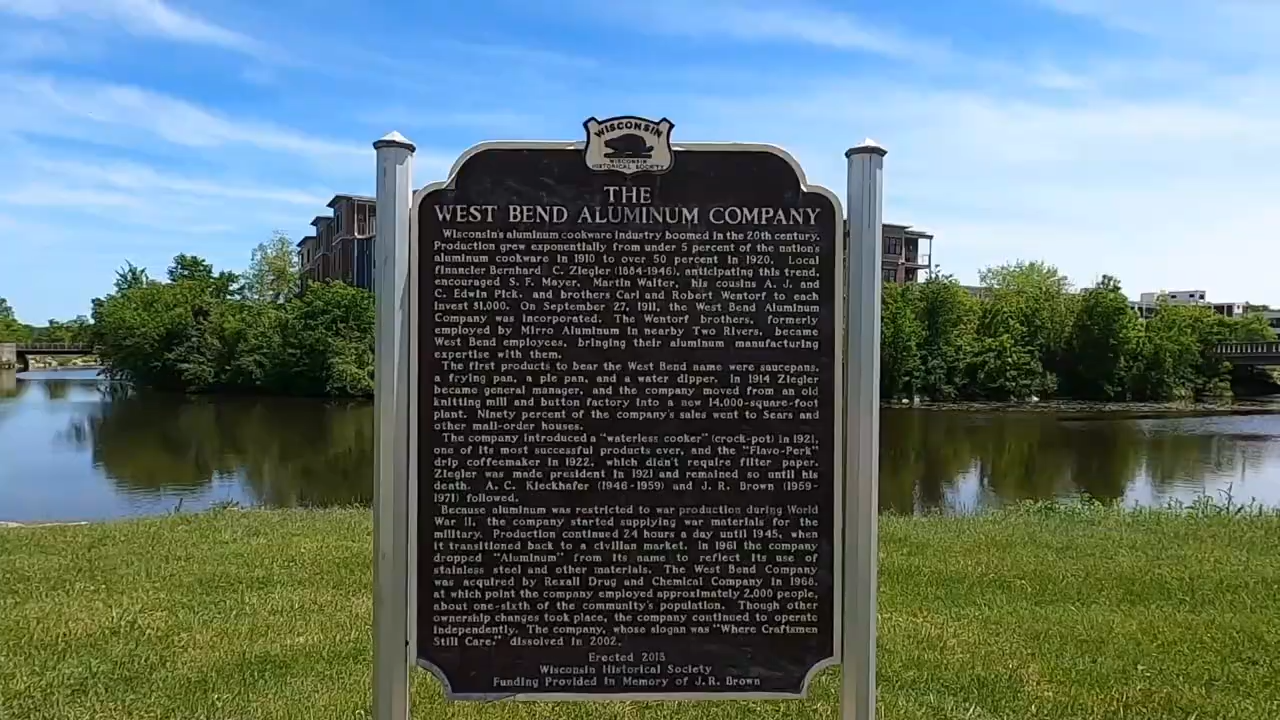 WISCONSIN
WISCONSIN
HISTORICAL SOCIETY
THE
WEST BEND ALUMINUM COMPANY
Wisconsin's aluminum cookware industry boomed in the 20th century.
Production grew exponentially from under 5 percent of the nation's
aluminum cookware in 1910 to over 50 percent in 1920. Local
financier Bernhard C. Ziegler (1884-1946), anticipating this trend,
encouraged S. F. Mayer, Martin Walter, his cousins A. J. and
C. Edwin Pick, and brothers Carl and Robert Wentorf to each
invest $1,000. On September 27, 1911, the West Bend Aluminum
Company was incorporated. The Wentorf brothers, formerly
employed by Mirro Aluminum in nearby Two Rivers, became
West Bend employees, bringing their aluminum manufacturing
expertise with them.
The first products to bear the West Bend name were saucepans,
a frying pan, a pie pan, and a water dipper. In 1914 Ziegler
became general manager, and the company moved from an old
knitting mill and button factory into a new 14,000-square-foot
plant. Ninety percent of the company's sales went to Sears and
other mail-order houses.
The company introduced a "waterless cooker" (crock-pot) in 1921,
one of its most successful products ever, and the "Flavo-Perk"
drip coffeemaker in 1922, which didn't require filter paper.
Ziegler was made president in 1921 and remained so until his
death. A. C. Kieckhafer (1946-1959) and J. R. Brown (1959-
1971) followed.
Because aluminum was restricted to war production during World
War II, the company started supplying war materials for the
military. Production continued 24 hours a day until 1945, when
it transitioned back to a civilian market. In 1961 the company
dropped "Aluminum" from its name to reflect its use of
stainless steel and other materials. The West Bend Company
was acquired by Rexall Drug and Chemical Company in 1968,
at which point the company employed approximately 2,000 people,
about one-sixth of the community's population. Though other
ownership changes took place, the company continued to operate
independently. The company, whose slogan was "Where Craftsmen
Still Care," dissolved in 2002.
Erected 2015
Wisconsin Historical Society
Funding Provided in Memory of J. R. Brown